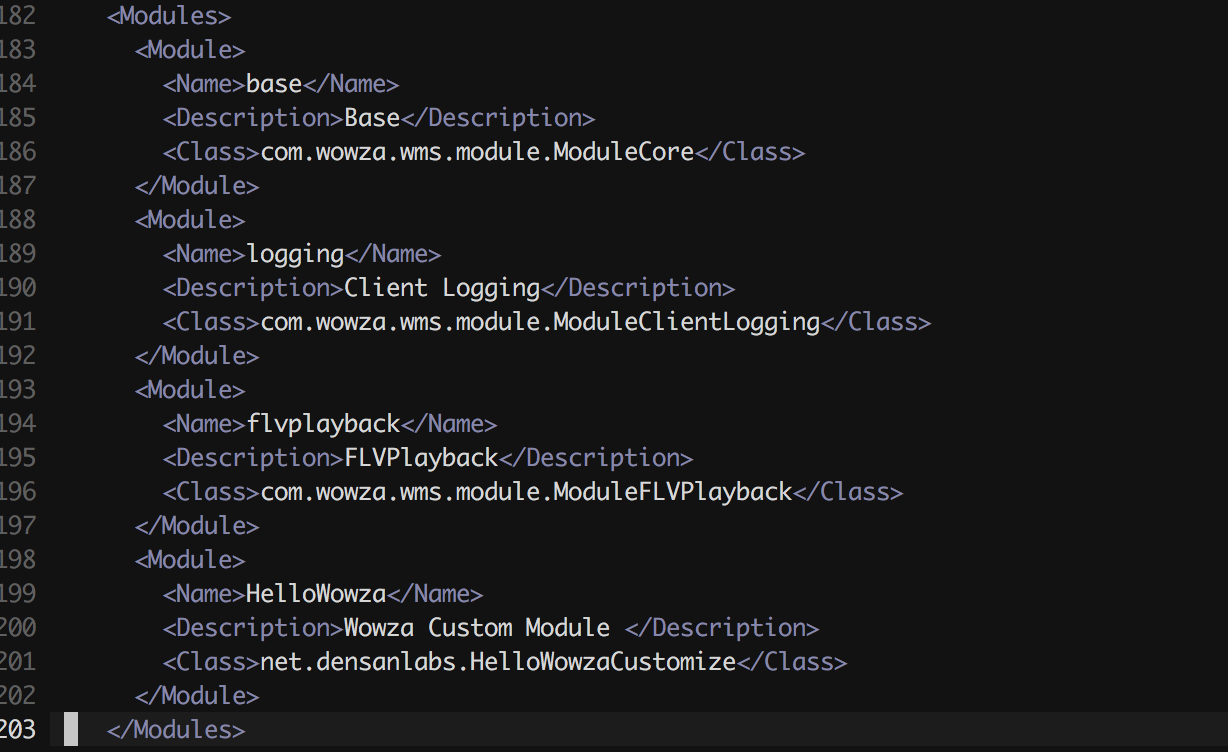 182     <Modules>
183       <Module>
184         <Name>base</Name>
185         <Description>Base</Description>
186         <Class>com.wowza.wms.module.ModuleCore</Class>
187       </Module>
188       <Module>
189         <Name>logging</Name>
190         <Description>Client Logging</Description>
191         <Class>com.wowza.wms.module.ModuleClientLogging</Class>
192       </Module>
193       <Module>
194         <Name>flvplayback</Name>
195         <Description>FLVPlayback</Description>
196         <Class>com.wowza.wms.module.ModuleFLVPlayback</Class>
197       </Module>
198       <Module>
199         <Name>HelloWowza</Name>
200         <Description>Wowza Custom Module </Description>
201         <Class>net.densanlabs.HelloWowzaCustomize</Class>
202       </Module>
203     </Modules>